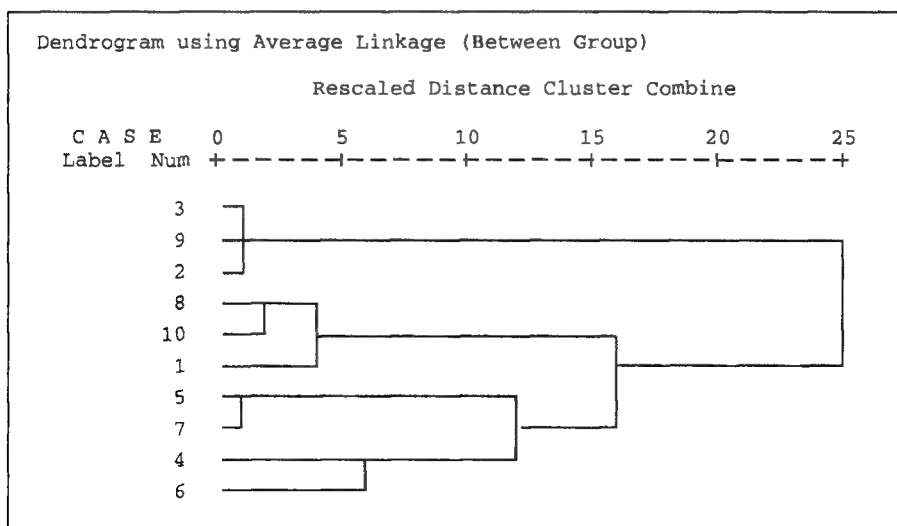 Dendrogram using Average Linkage (Between Group)
Rescaled Distance Cluster Combine
C A S E 0 5 10 15 20 25
Label Num
3
9
2
8
10
1
5
7
4
6